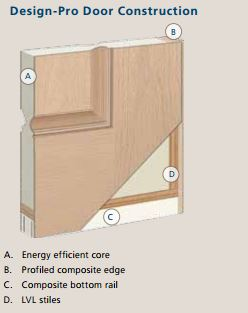 Design-Pro Door Construction
B
A
D
C
A. Energy efficient core
B. Profiled composite edge
C. Composite bottom rail
D. LVL stiles